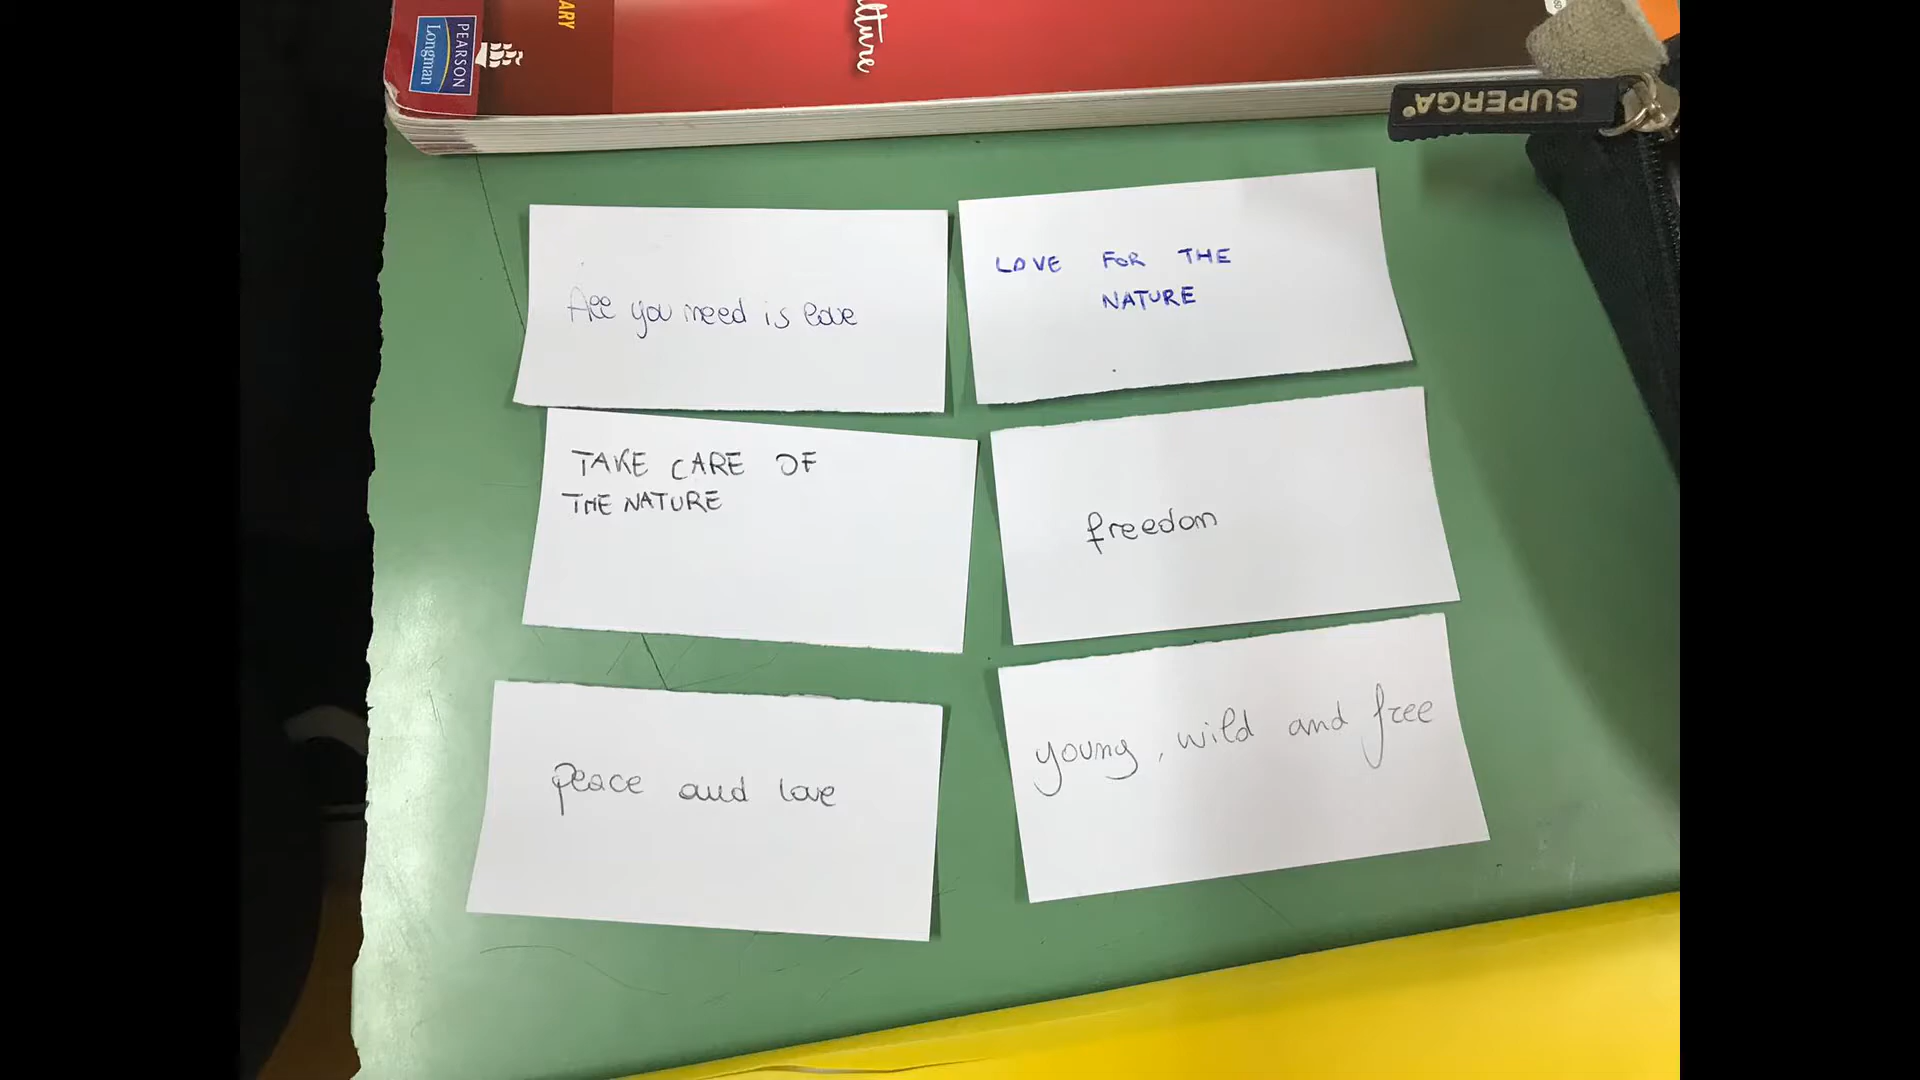 PEARSON
Longman
ARY
lture
SUPERGA
All you need is love
LOVE FOR THE
NATURE
TAKE CARE OF
THE NATURE
freedom
peace and love
young, wild and free